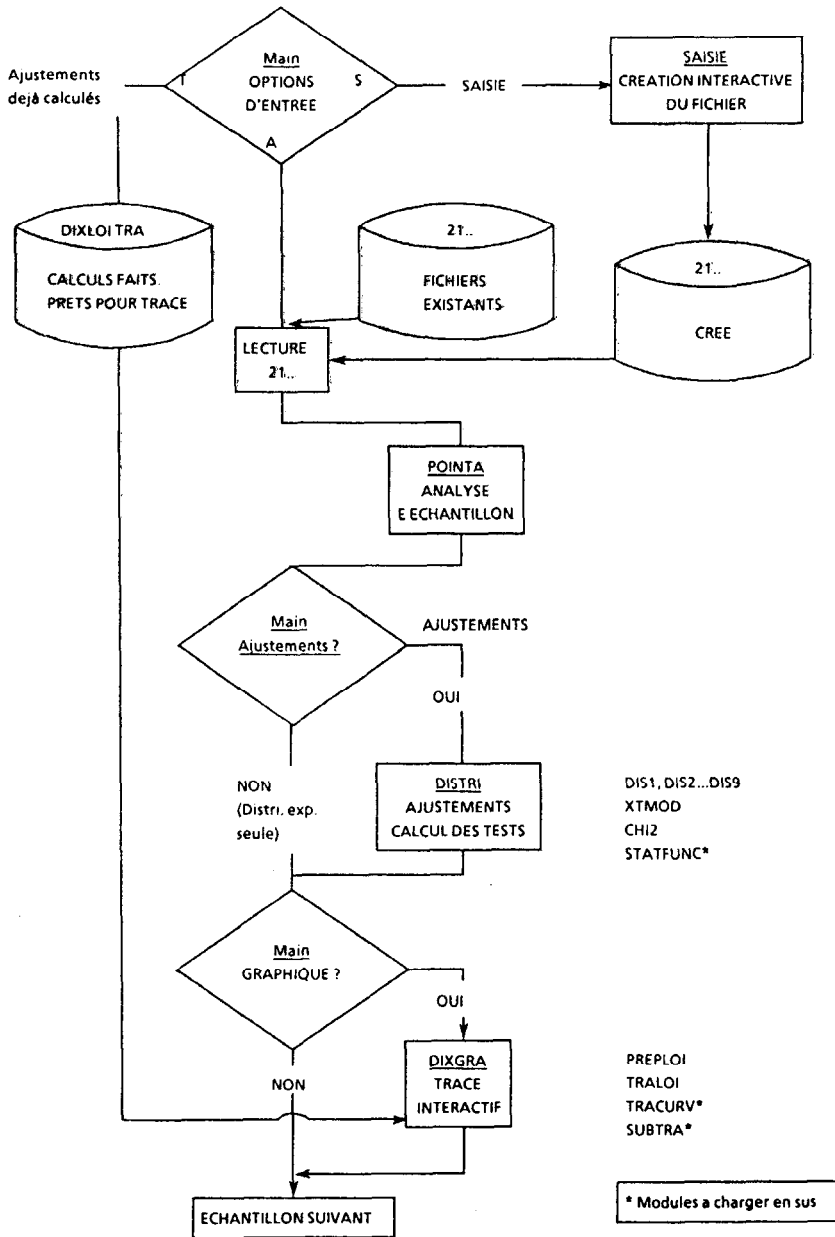 Ajustements
dejà calculés
T
Main
OPTIONS
D'ENTREE
S
A
SAISIE
SAISIE
CREATION INTERACTIVE
DU FICHIER
DIXLOI TRA
CALCULS FAITS.
PRETS POUR TRACE
21..
FICHIERS
EXISTANTS
21..
CREE
LECTURE
21..
POINTA
ANALYSE
E ECHANTILLON
Main
Ajustements ?
AJUSTEMENTS
OUI
NON
(Distri. exp.
seule)
DISTRI
AJUSTEMENTS
CALCUL DES TESTS
DIS1, DIS2...DIS9
XTMOD
CHI2
STATFUNC*
Main
GRAPHIQUE ?
OUI
NON
DIXGRA
TRACE
INTERACTIF
PREPLOI
TRALOI
TRACURV*
SUBTRA*
ECHANTILLON SUIVANT
* Modules a charger en sus